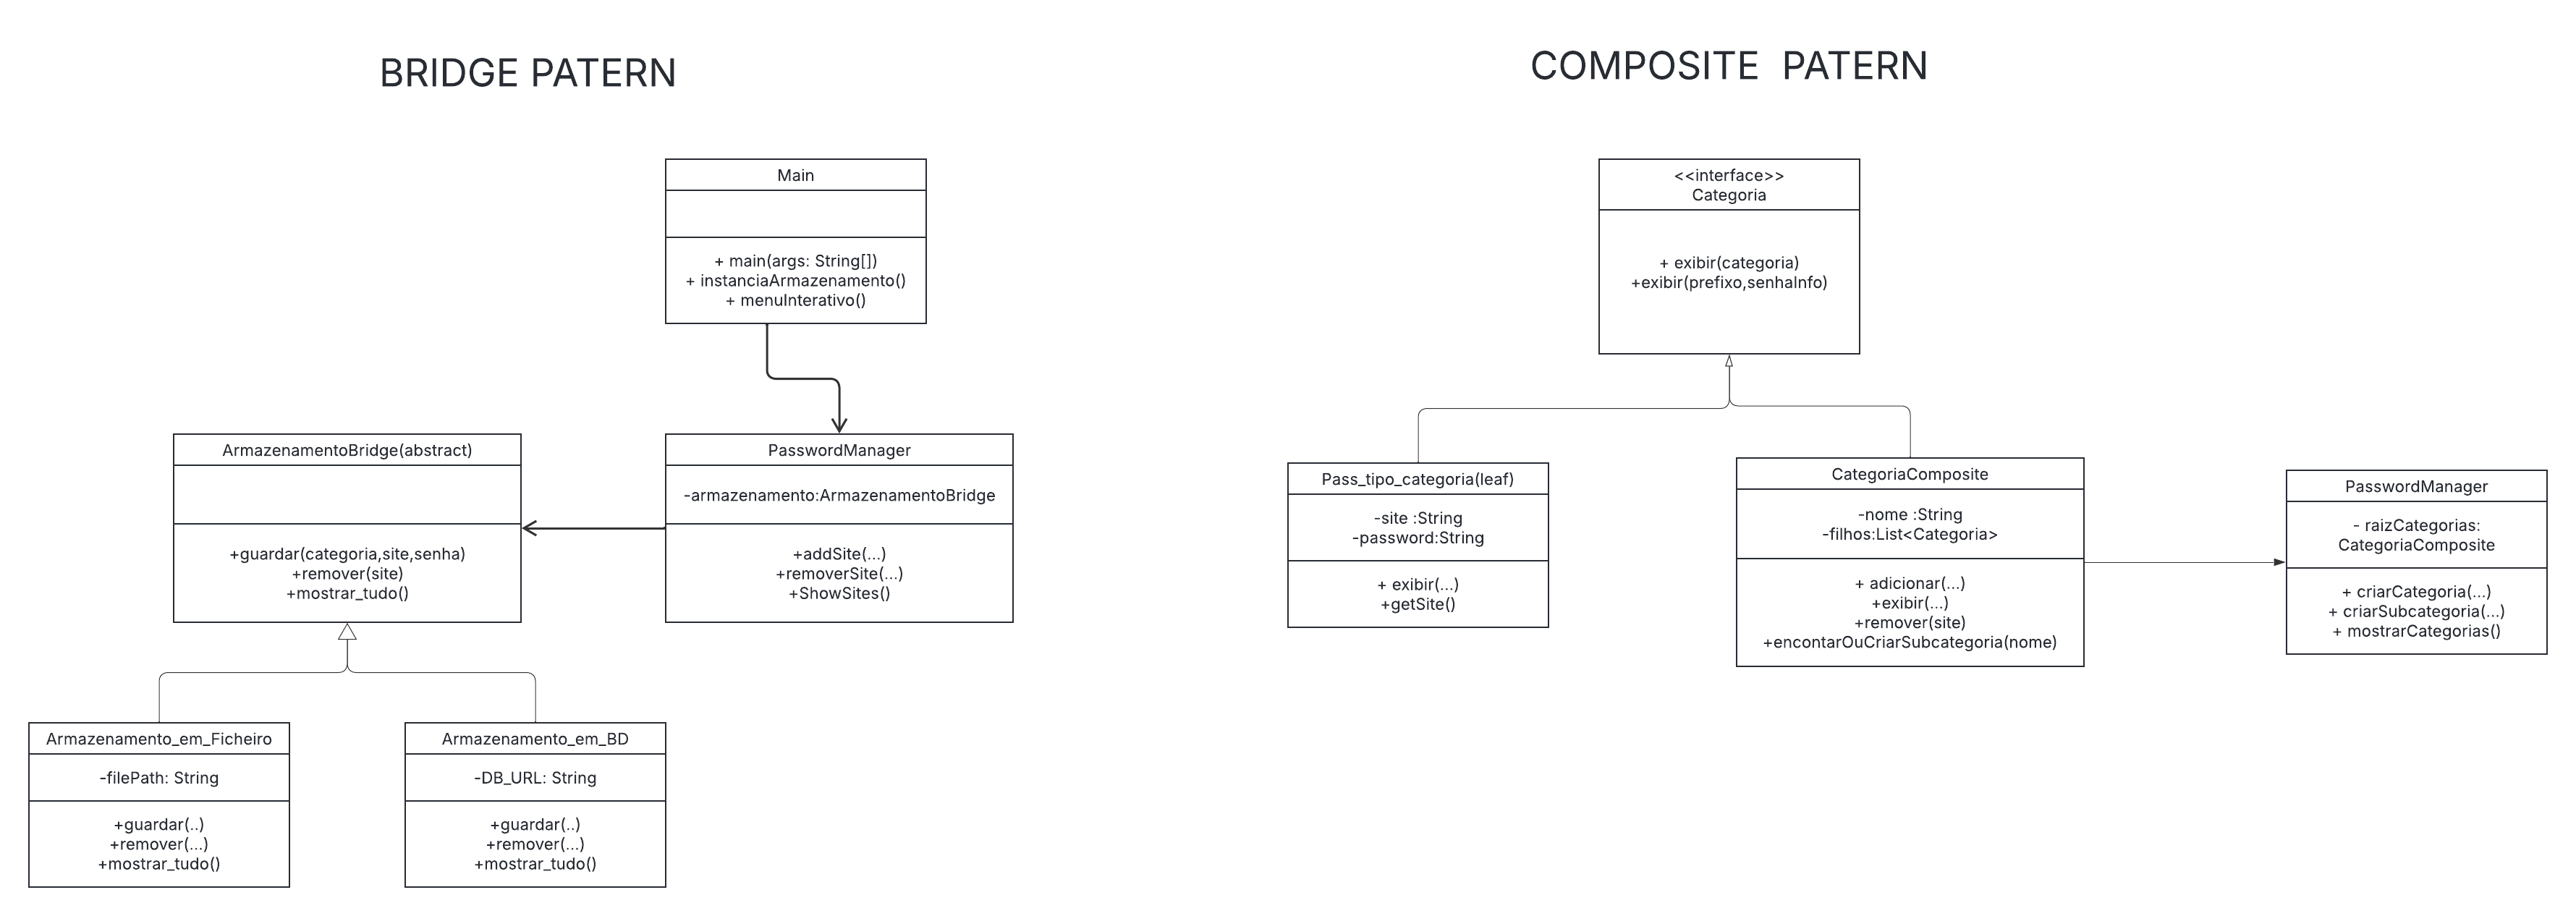 BRIDGE PATERN
Main
+ main(args: String[])
+ instanciaArmazenamento()
+ menuInterativo()
ArmazenamentoBridge(abstract)
+guardar(categoria,site,senha)
+remover(site)
+mostrar_tudo()
PasswordManager
-armazenamento:ArmazenamentoBridge
+addSite(...)
+removerSite(...)
+ShowSites()
Armazenamento_em_Ficheiro
-filePath: String
+guardar(..)
+remover(...)
+mostrar_tudo()
Armazenamento_em_BD
-DB_URL: String
+guardar(..)
+remover(...)
+mostrar_tudo()
COMPOSITE  PATERN
<<interface>>
Categoria
+ exibir(categoria)
+exibir(prefixo,senhaInfo)
Pass_tipo_categoria(leaf)
-site :String
-password:String
+ exibir(...)
+getSite()
CategoriaComposite
-nome :String
-filhos:List<Categoria>
+ adicionar(...)
+exibir(...)
+remover(site)
+encontarOuCriarSubcategoria(nome)
PasswordManager
- raizCategorias:
CategoriaComposite
+ criarCategoria(...)
+ criarSubcategoria(...)
+ mostrarCategorias()